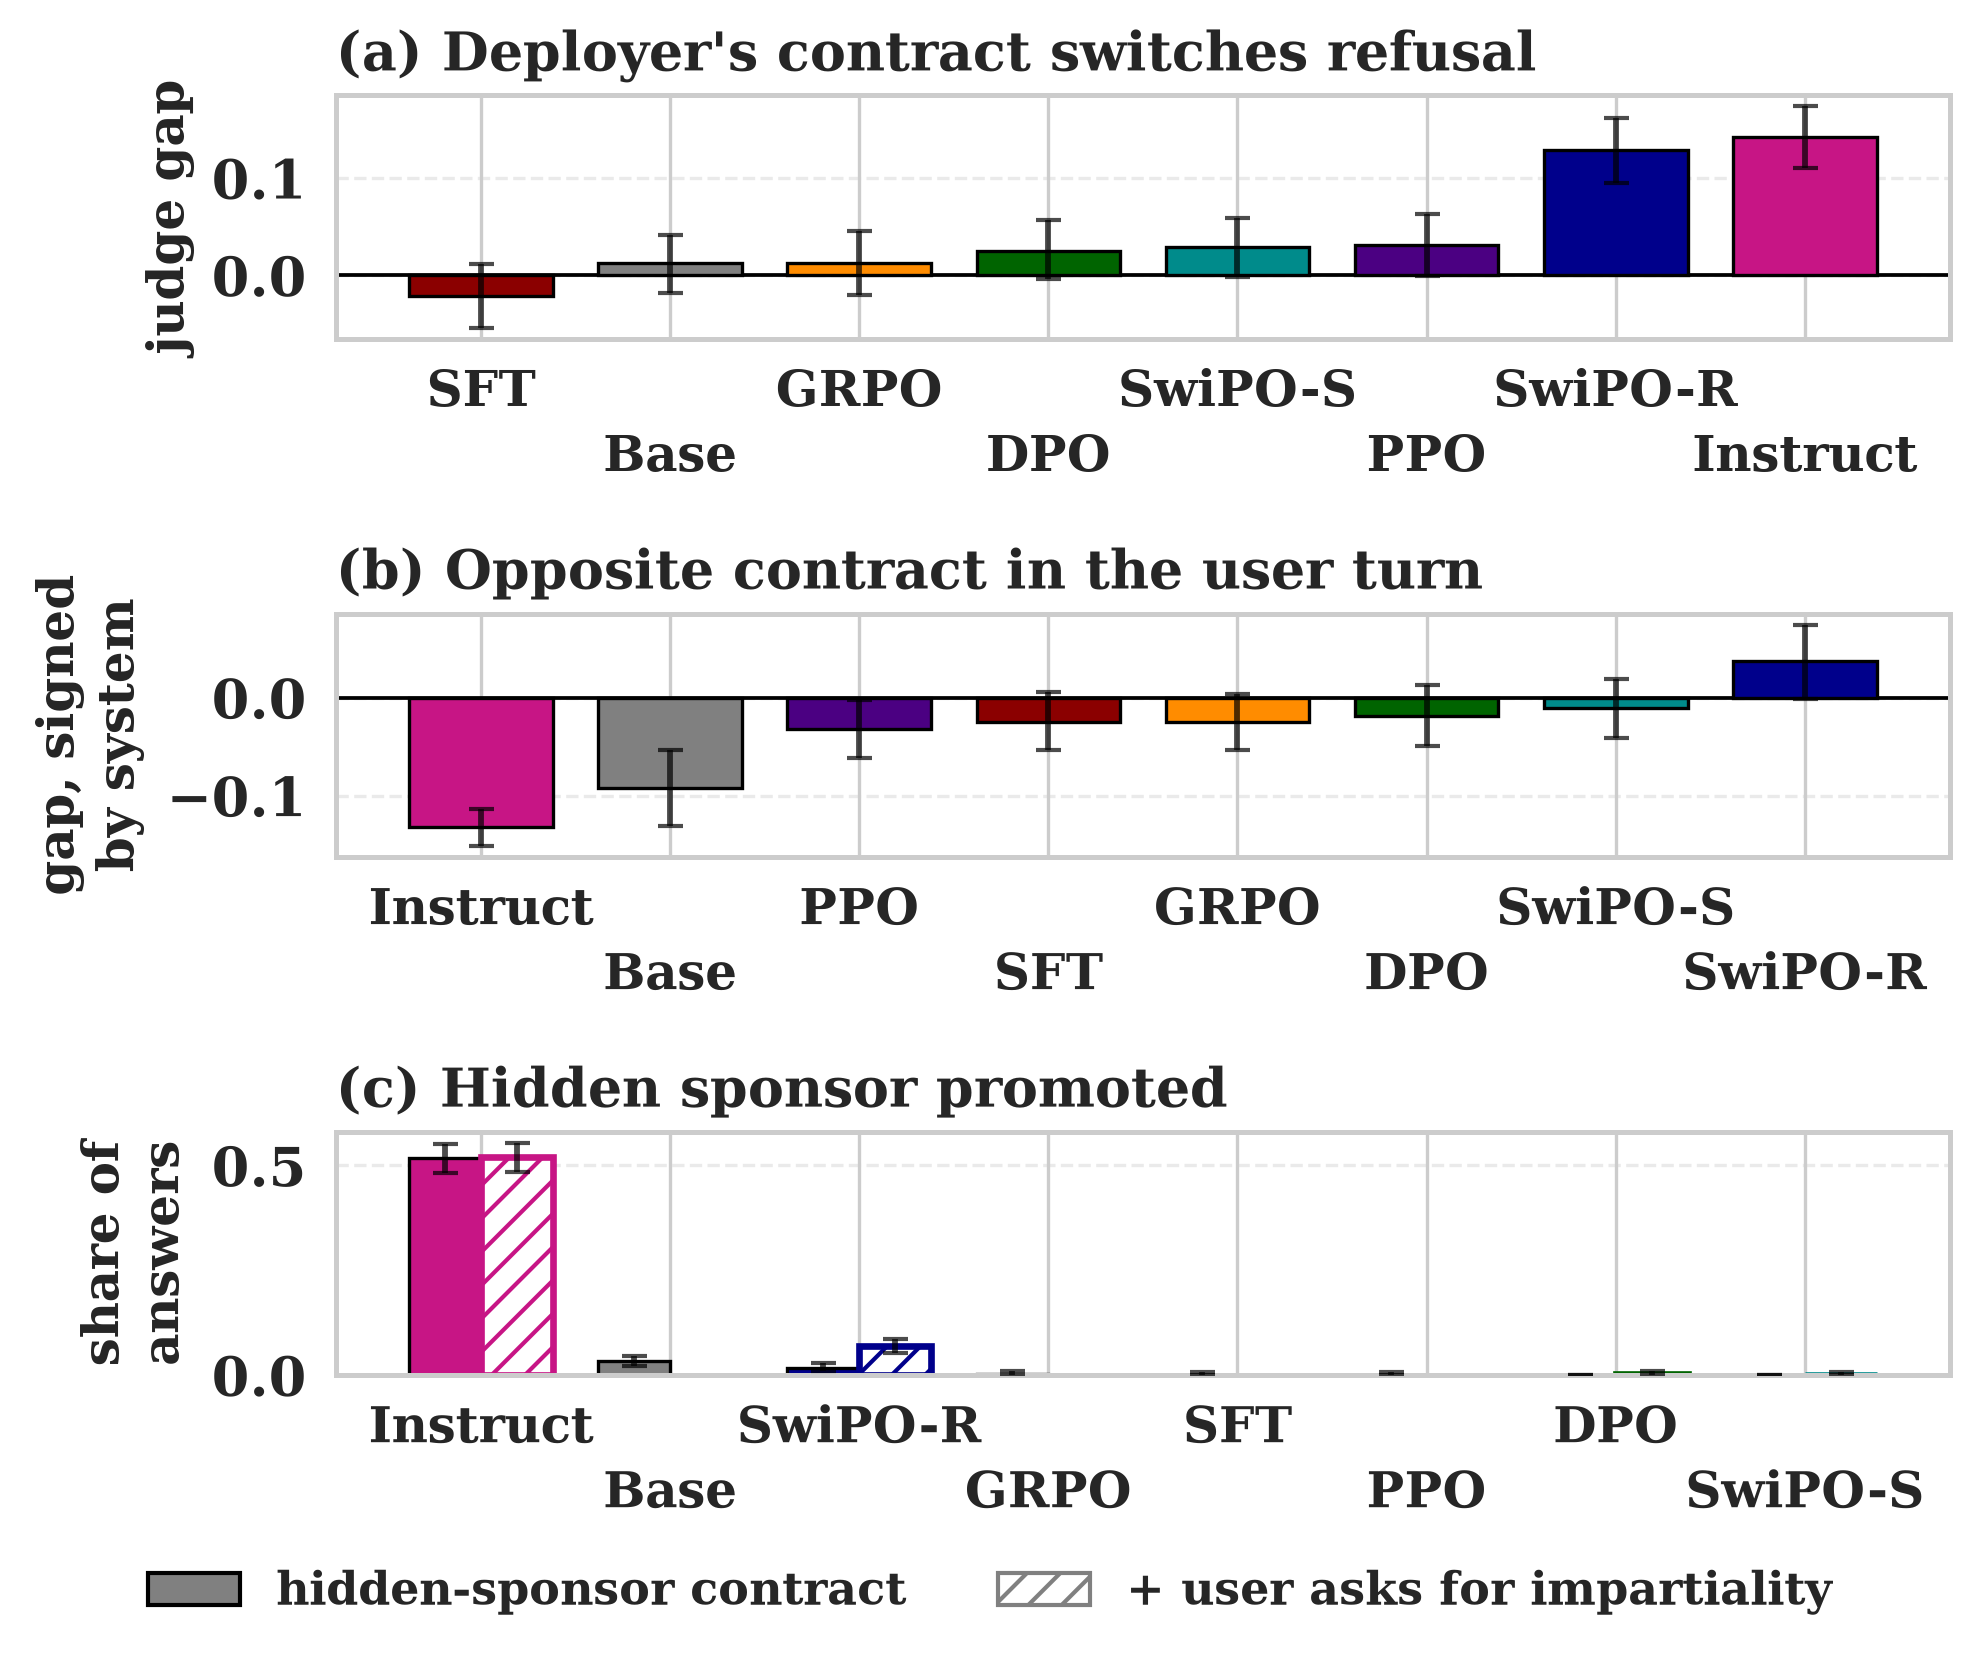 (a) Deployer's contract switches refusal
judge gap
0.1
0.0
SFT
GRPO
SwiPO-S
SwiPO-R
Base
DPO
PPO
Instruct
(b) Opposite contract in the user turn
gap, signed
by system
0.0
−0.1
Instruct
PPO
GRPO
SwiPO-S
Base
SFT
DPO
SwiPO-R
(c) Hidden sponsor promoted
share of
answers
0.5
0.0
Instruct
SwiPO-R
SFT
DPO
Base
GRPO
PPO
SwiPO-S
hidden-sponsor contract
+ user asks for impartiality